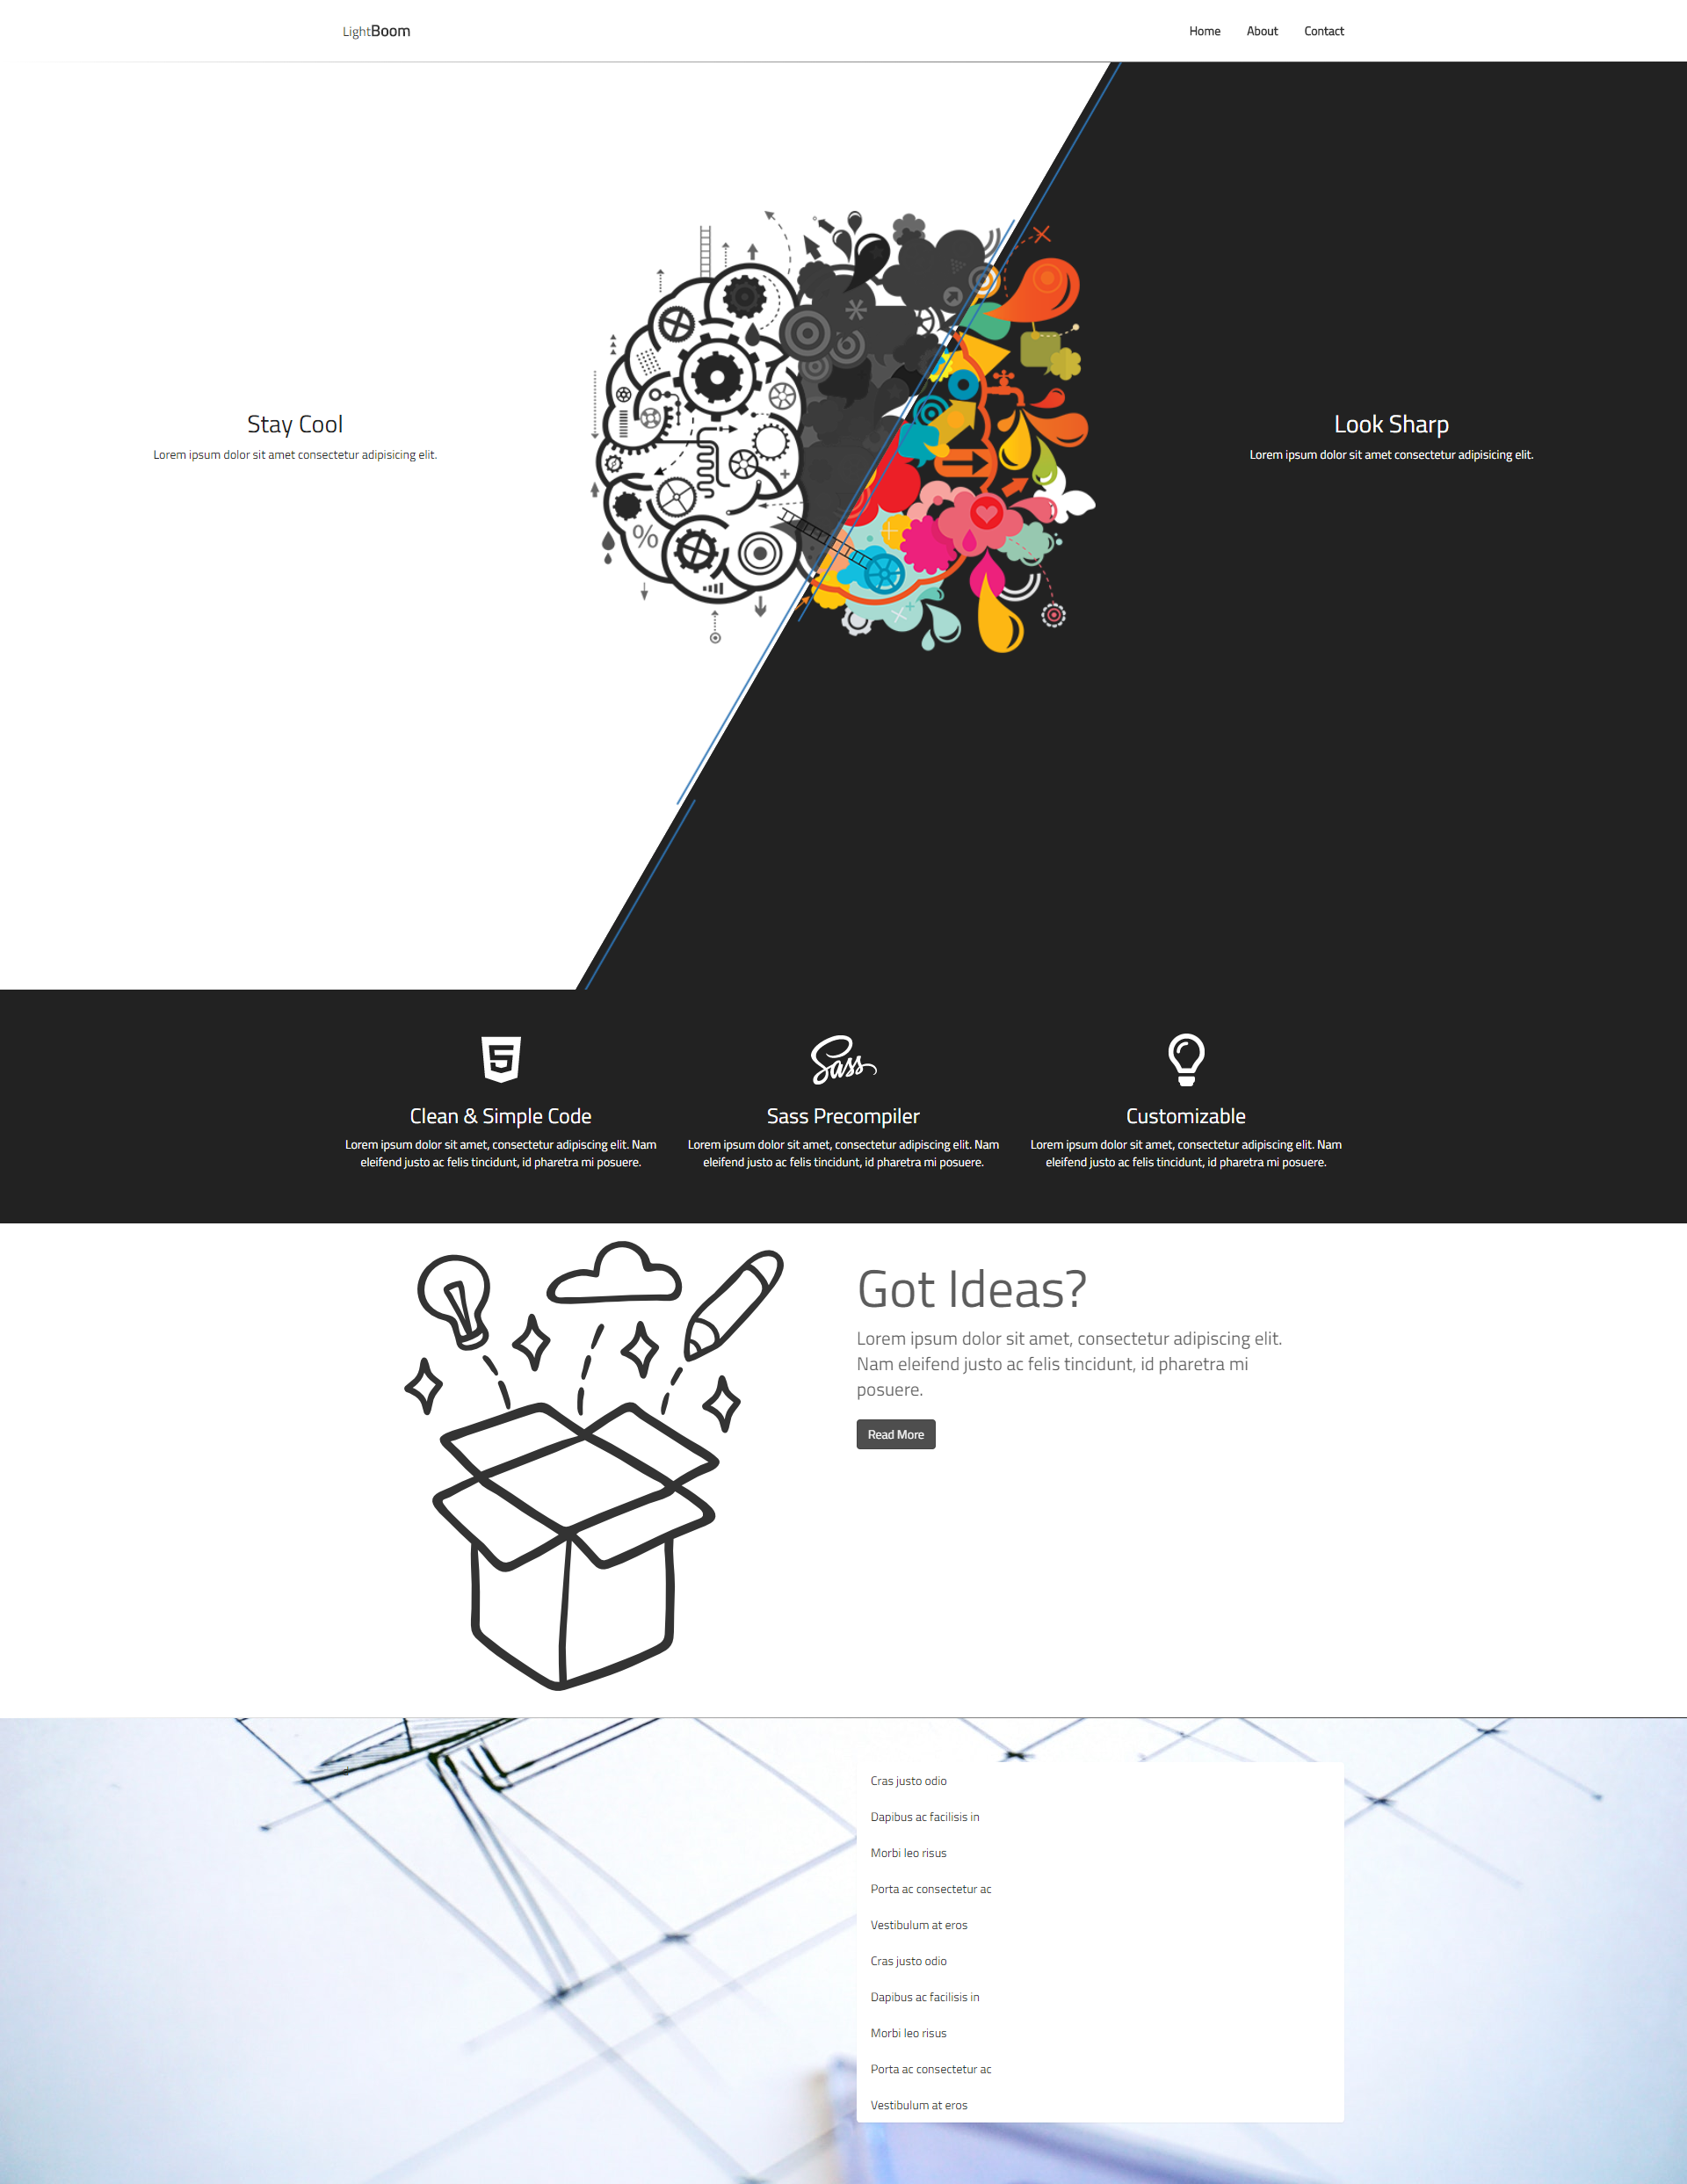 LightBoom
Home
About
Contact
Stay Cool
Lorem ipsum dolor sit amet consectetur adipisicing elit.
Look Sharp
Lorem ipsum dolor sit amet consectetur adipisicing elit.
%
5
Sass
Clean & Simple Code
Lorem ipsum dolor sit amet, consectetur adipiscing elit. Nam
eleifend justo ac felis tincidunt, id pharetra mi posuere.
Sass Precompiler
Lorem ipsum dolor sit amet, consectetur adipiscing elit. Nam
eleifend justo ac felis tincidunt, id pharetra mi posuere.
Customizable
Lorem ipsum dolor sit amet, consectetur adipiscing elit. Nam
eleifend justo ac felis tincidunt, id pharetra mi posuere.
Got Ideas?
Lorem ipsum dolor sit amet, consectetur adipiscing elit.
Nam eleifend justo ac felis tincidunt, id pharetra mi
posuere.
Read More
d
Cras justo odio
Dapibus ac facilisis in
Morbi leo risus
Porta ac consectetur ac
Vestibulum at eros
Cras justo odio
Dapibus ac facilisis in
Morbi leo risus
Porta ac consectetur ac
Vestibulum at eros